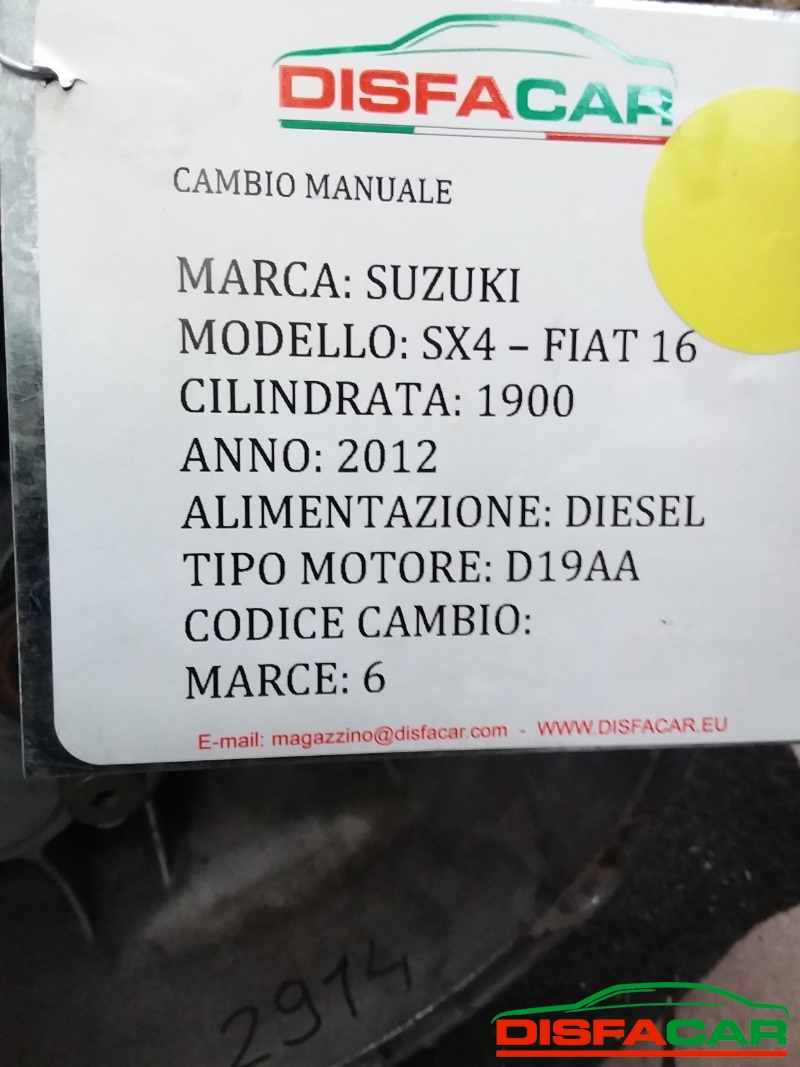 DISFACAR
CAMBIO MANUALE
MARCA: SUZUKI
MODELLO: SX4 – FIAT 16
CILINDRATA: 1900
ANNO: 2012
ALIMENTAZIONE: DIESEL
TIPO MOTORE: D19AA
CODICE CAMBIO:
MARCE: 6
E-mail: magazzino@disfacar.com - WWW.DISFACAR.EU
2914
DISFACAR